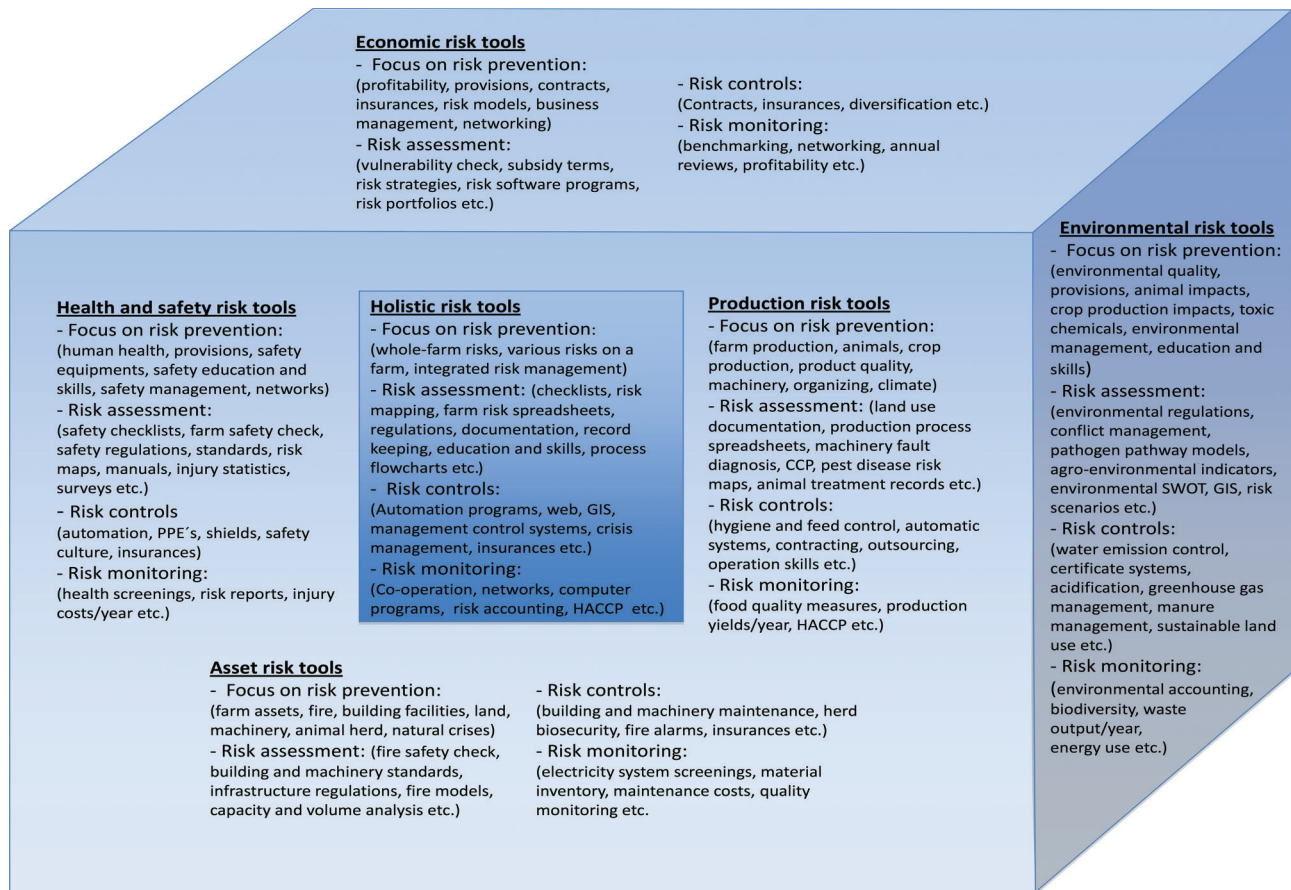 Economic risk tools
- Focus on risk prevention:
(profitability, provisions, contracts,
insurances, risk models, business
management, networking)
- Risk assessment:
(vulnerability check, subsidy terms,
risk strategies, risk software programs,
risk portfolios etc.)
- Risk controls:
(Contracts, insurances, diversification etc.)
- Risk monitoring:
(benchmarking, networking, annual
reviews, profitability etc.)
Health and safety risk tools
- Focus on risk prevention:
(human health, provisions, safety
equipments, safety education and
skills, safety management, networks)
- Risk assessment:
(safety checklists, farm safety check,
safety regulations, standards, risk
maps, manuals, injury statistics,
surveys etc.)
- Risk controls
(automation, PPE´s, shields, safety
culture, insurances)
- Risk monitoring:
(health screenings, risk reports, injury
costs/year etc.)
Holistic risk tools
- Focus on risk prevention:
(whole-farm risks, various risks on a
farm, integrated risk management)
- Risk assessment: (checklists, risk
mapping, farm risk spreadsheets,
regulations, documentation, record
keeping, education and skills, process
flowcharts etc.)
- Risk controls:
(Automation programs, web, GIS,
management control systems, crisis
management, insurances etc.)
- Risk monitoring:
(Co-operation, networks, computer
programs, risk accounting, HACCP etc.)
Production risk tools
- Focus on risk prevention:
(farm production, animals, crop
production, product quality,
machinery, organizing, climate)
- Risk assessment: (land use
documentation, production process
spreadsheets, machinery fault
diagnosis, CCP, pest disease risk
maps, animal treatment records etc.)
- Risk controls:
(hygiene and feed control, automatic
systems, contracting, outsourcing,
operation skills etc.)
- Risk monitoring:
(food quality measures, production
yields/year, HACCP etc.)
Environmental risk tools
- Focus on risk prevention:
(environmental quality,
provisions, animal impacts,
crop production impacts, toxic
chemicals, environmental
management, education and
skills)
- Risk assessment:
(environmental regulations,
conflict management,
pathogen pathway models,
agro-environmental indicators,
environmental SWOT, GIS, risk
scenarios etc.)
- Risk controls:
(water emission control,
certificate systems,
acidification, greenhouse gas
management, manure
management, sustainable land
use etc.)
- Risk monitoring:
(environmental accounting,
biodiversity, waste
output/year,
energy use etc.)
Asset risk tools
- Focus on risk prevention:
(farm assets, fire, building facilities, land,
machinery, animal herd, natural crises)
- Risk assessment: (fire safety check,
building and machinery standards,
infrastructure regulations, fire models,
capacity and volume analysis etc.)
- Risk controls:
(building and machinery maintenance, herd
biosecurity, fire alarms, insurances etc.)
- Risk monitoring:
(electricity system screenings, material
inventory, maintenance costs, quality
monitoring etc.